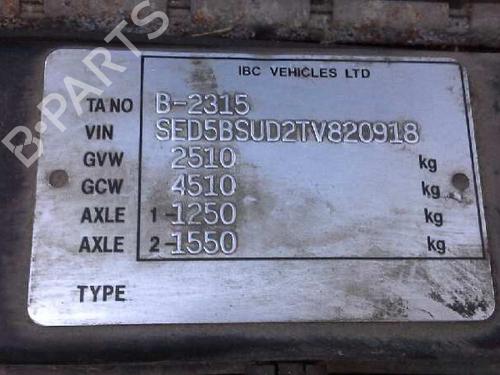 IBC VEHICLES LTD
TA NO B-2315
VIN SED5BSUD2TV820918
GVW 2510 kg
GCW 4510 kg
AXLE 1-1250 kg
AXLE 2-1550 kg
TYPE
B-PARTS